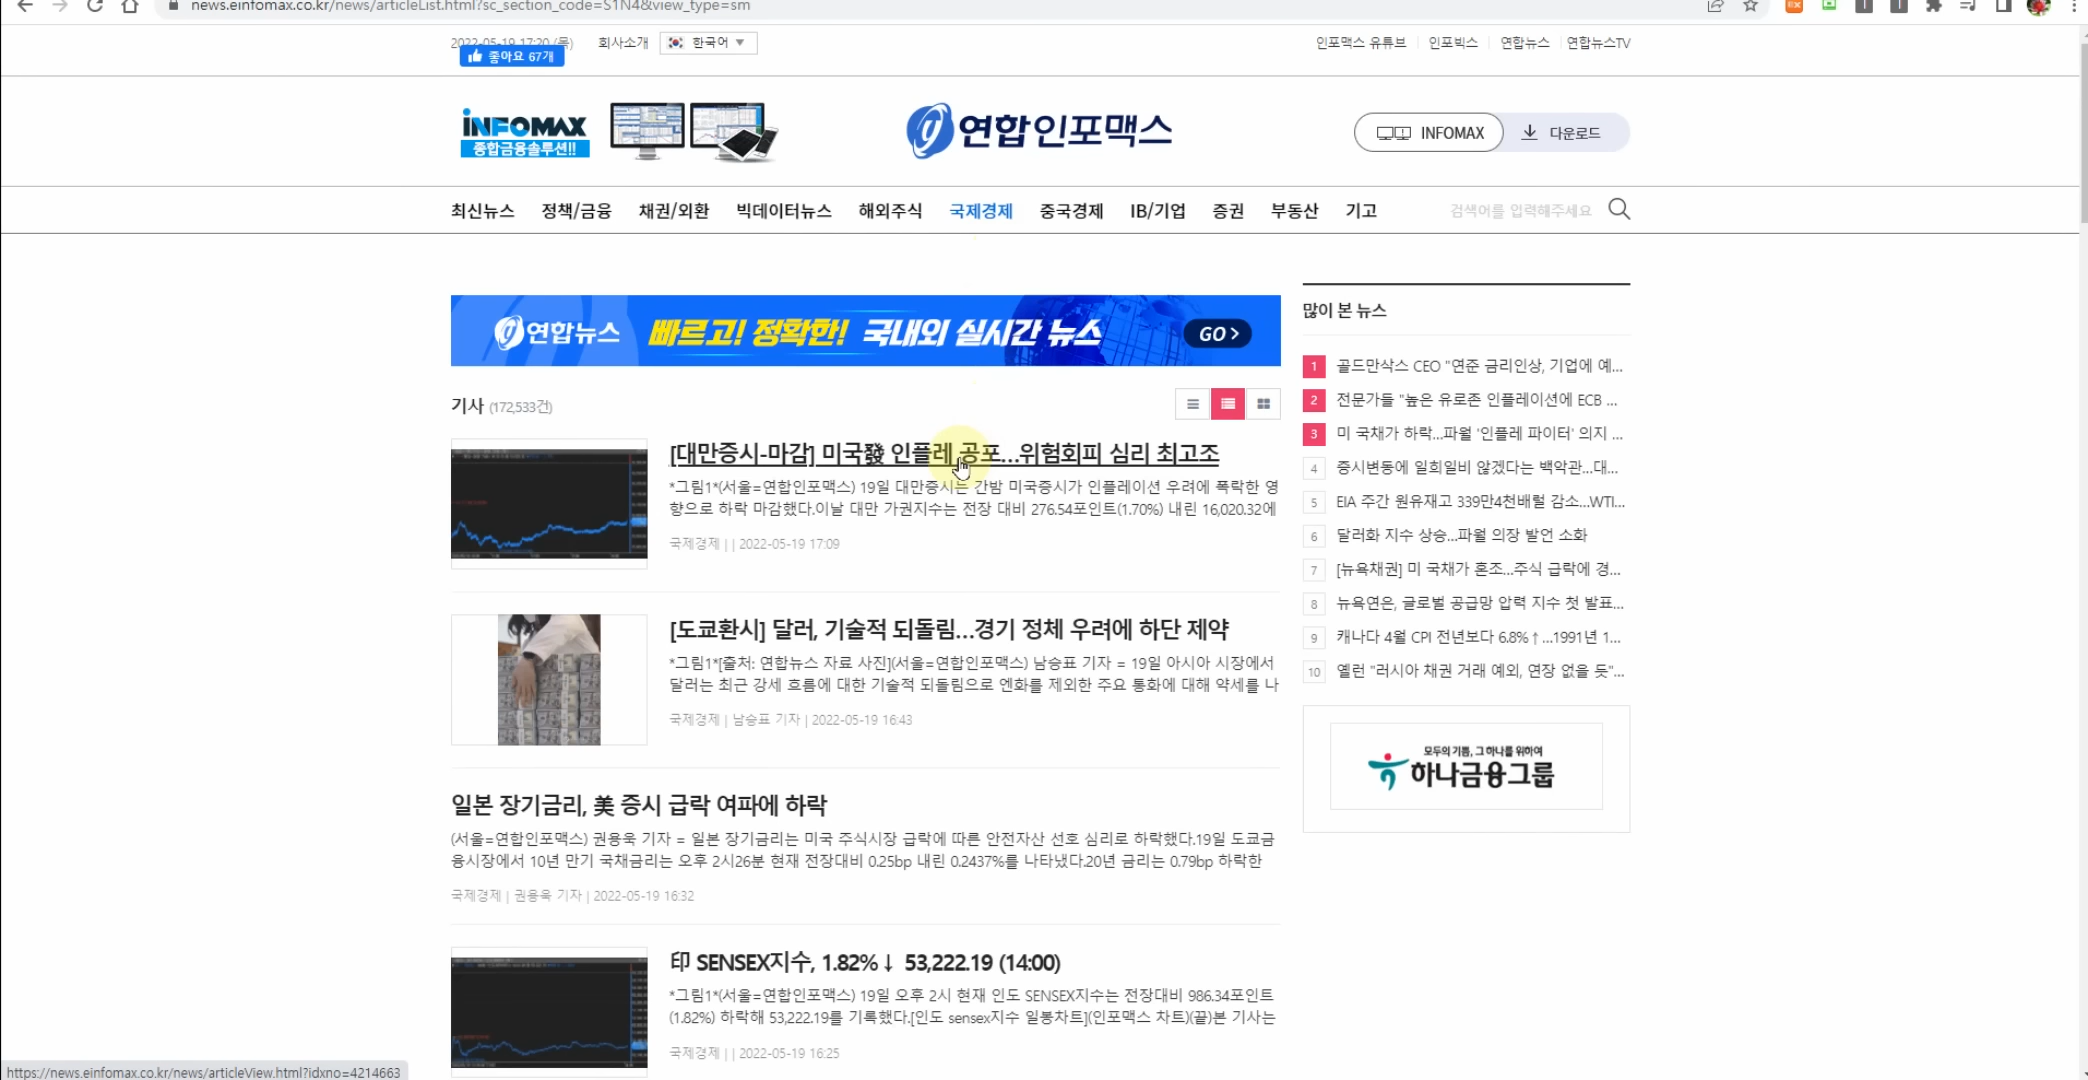 news.einfomax.co.kr/news/articleList.html?sc_section_code=S1N4&view_type=sm
2022-05-19 17:20 (목) 회사소개 한국어 인포맥스 유튜브 인포빅스 연합뉴스 연합뉴스TV
좋아요 67개
INFOMAX
종합금융솔루션!!
연합인포맥스
INFOMAX 다운로드
최신뉴스 정책/금융 채권/외환 빅데이터뉴스 해외주식 국제경제 중국경제 IB/기업 증권 부동산 기고 검색어를 입력해주세요
연합뉴스 빠르고! 정확한! 국내외 실시간 뉴스 GO >
기사 (172,533건)
[대만증시-마감] 미국發 인플레 공포...위험회피 심리 최고조
*그림1*(서울=연합인포맥스) 19일 대만증시는 간밤 미국증시가 인플레이션 우려에 폭락한 영
향으로 하락 마감했다.이날 대만 가권지수는 전장 대비 276.54포인트(1.70%) 내린 16,020.32에
국제경제 | | 2022-05-19 17:09
[도쿄환시] 달러, 기술적 되돌림...경기 정체 우려에 하단 제약
*그림1*[출처: 연합뉴스 자료 사진](서울=연합인포맥스) 남승표 기자 = 19일 아시아 시장에서
달러는 최근 강세 흐름에 대한 기술적 되돌림으로 엔화를 제외한 주요 통화에 대해 약세를 나
국제경제 | 남승표 기자 | 2022-05-19 16:43
일본 장기금리, 美 증시 급락 여파에 하락
(서울=연합인포맥스) 권용욱 기자 = 일본 장기금리는 미국 주식시장 급락에 따른 안전자산 선호 심리로 하락했다.19일 도쿄금
융시장에서 10년 만기 국채금리는 오후 2시26분 현재 전장대비 0.25bp 내린 0.2437%를 나타냈다.20년 금리는 0.79bp 하락한
국제경제 | 권용욱 기자 | 2022-05-19 16:32
印 SENSEX지수, 1.82%↓ 53,222.19 (14:00)
*그림1*(서울=연합인포맥스) 19일 오후 2시 현재 인도 SENSEX지수는 전장대비 986.34포인트
(1.82%) 하락해 53,222.19를 기록했다.[인도 sensex지수 일봉차트](인포맥스 차트)(끝)본 기사는
국제경제 | | 2022-05-19 16:25
많이 본 뉴스
1 골드만삭스 CEO "연준 금리인상, 기업에 예...
2 전문가들 "높은 유로존 인플레이션에 ECB ...
3 미 국채가 하락...파월 '인플레 파이터' 의지 ...
4 증시변동에 일희일비 않겠다는 백악관...대...
5 EIA 주간 원유재고 339만4천배럴 감소...WTI...
6 달러화 지수 상승...파월 의장 발언 소화
7 [뉴욕채권] 미 국채가 혼조...주식 급락에 경...
8 뉴욕연은, 글로벌 공급망 압력 지수 첫 발표...
9 캐나다 4월 CPI 전년보다 6.8%↑...1991년 1...
10 옐런 "러시아 채권 거래 예외, 연장 없을 듯"...
모두의 기쁨, 그 하나를 위하여
하나금융그룹
https://news.einfomax.co.kr/news/articleView.html?idxno=4214663